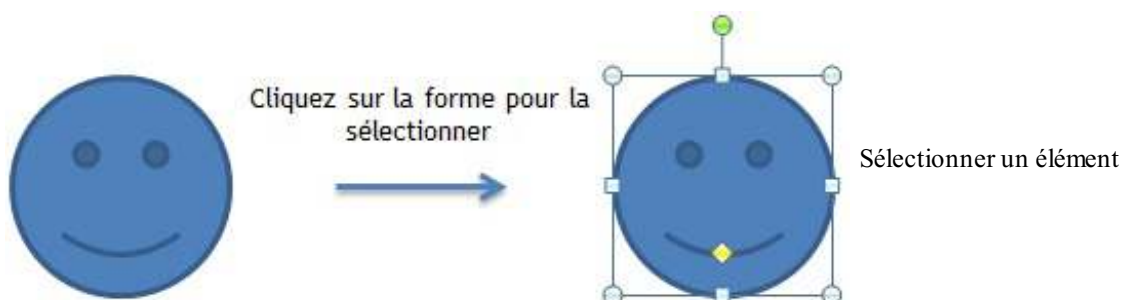 Cliquez sur la forme pour la
sélectionner
Sélectionner un élément